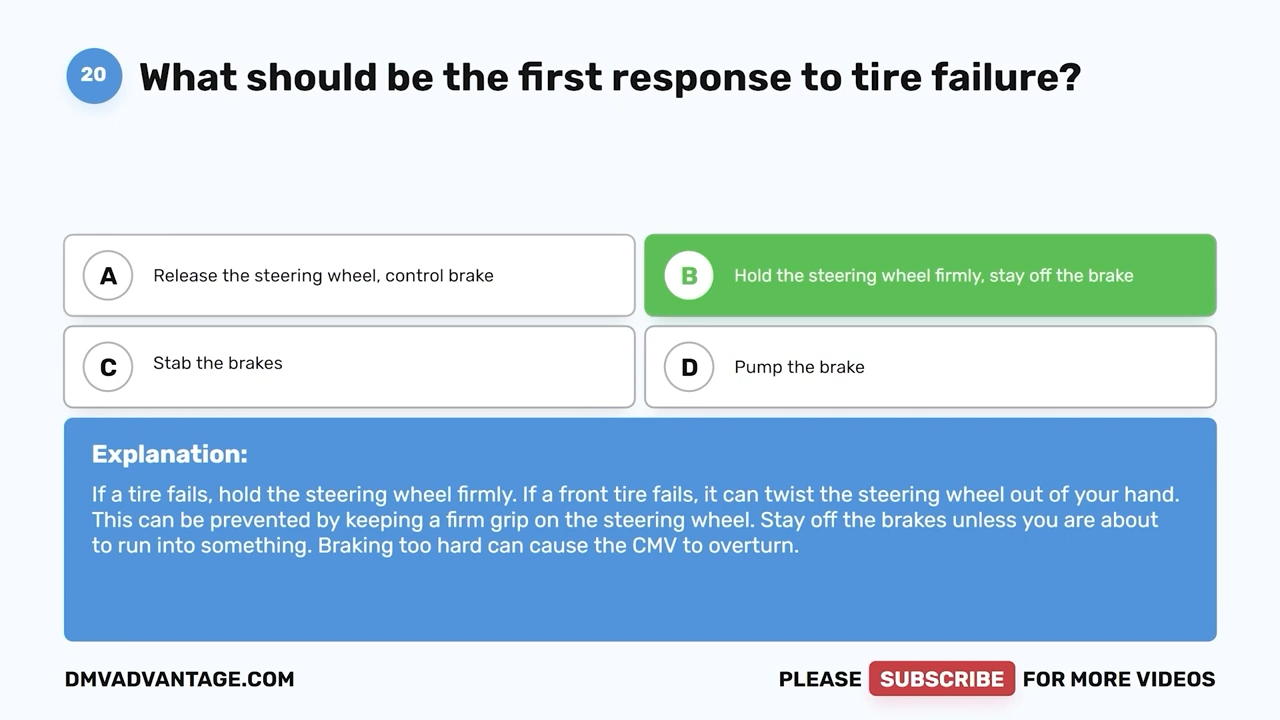 20 What should be the first response to tire failure?
A Release the steering wheel, control brake
B Hold the steering wheel firmly, stay off the brake
C Stab the brakes
D Pump the brake
Explanation:
If a tire fails, hold the steering wheel firmly. If a front tire fails, it can twist the steering wheel out of your hand.
This can be prevented by keeping a firm grip on the steering wheel. Stay off the brakes unless you are about
to run into something. Braking too hard can cause the CMV to overturn.
DMVADVANTAGE.COM
PLEASE SUBSCRIBE FOR MORE VIDEOS